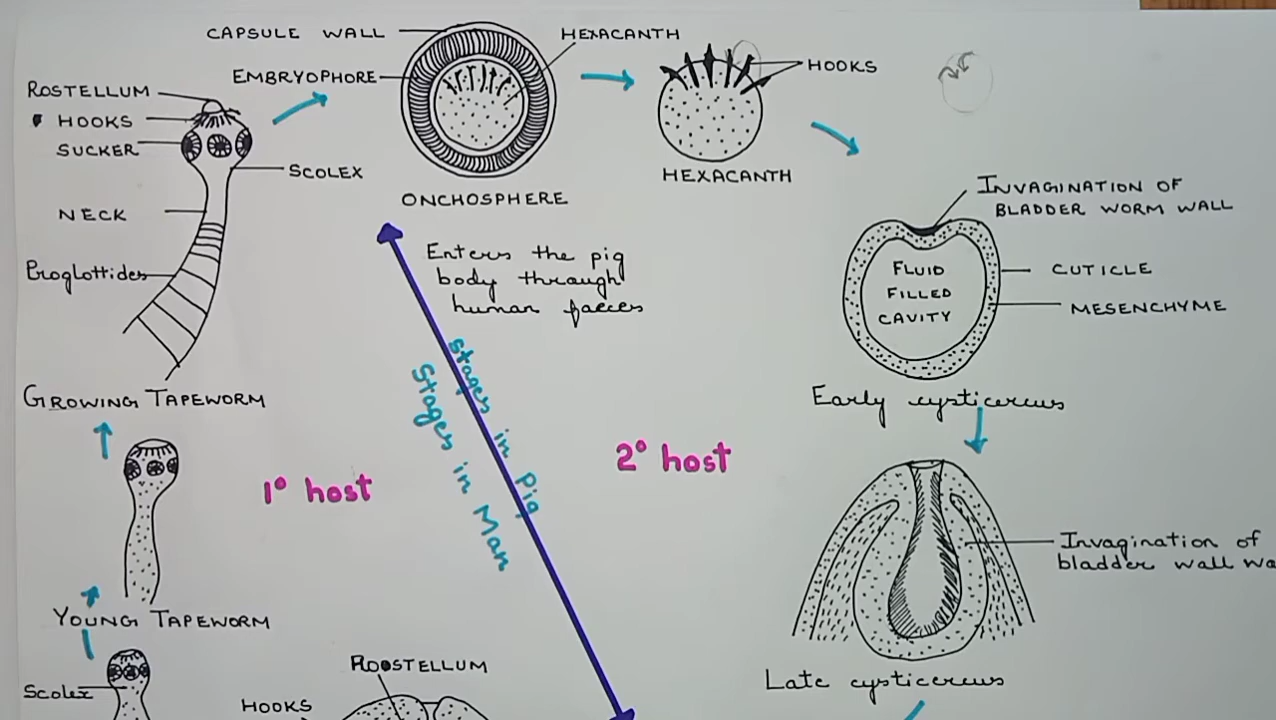 CAPSULE WALL
HEXACANTH
EMBRYOPHORE
HOOKS
ROSTELLUM
HOOKS
SUCKER
SCOLEX
HEXACANTH
ONCHOSPHERE
INVAGINATION OF
BLADDER WORM WALL
NECK
Enters the pig
body through
human faeces
Proglottides
FLUID
FILLED
CAVITY
CUTICLE
MESENCHYME
GROWING TAPEWORM
Early cysticercus
Stages in Pig
Stages in Man
1° host
2° host
Invagination of
bladder wall wa
YOUNG TAPEWORM
ROOSTELLUM
Late cysticercus
Scolex
HOOKS